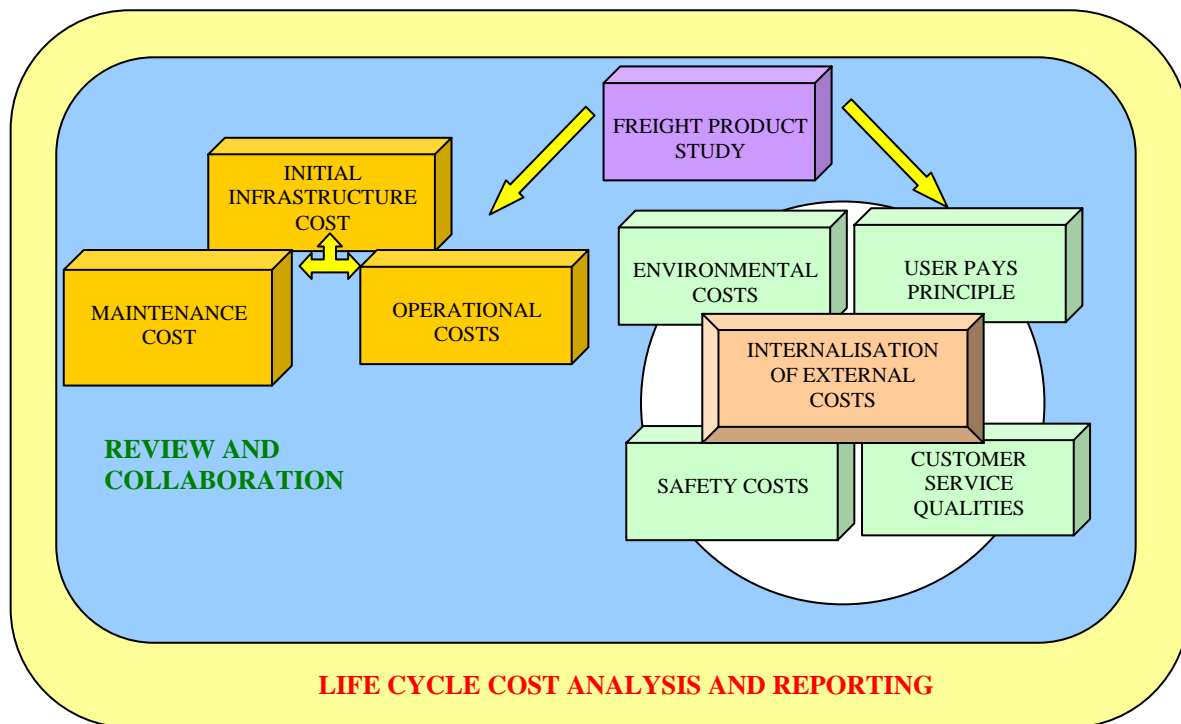 FREIGHT PRODUCT
STUDY
INITIAL
INFRASTRUCTURE
COST
MAINTENANCE
COST
OPERATIONAL
COSTS
ENVIRONMENTAL
COSTS
USER PAYS
PRINCIPLE
INTERNALISATION
OF EXTERNAL
COSTS
SAFETY COSTS
CUSTOMER
SERVICE
QUALITIES
REVIEW AND
COLLABORATION
LIFE CYCLE COST ANALYSIS AND REPORTING